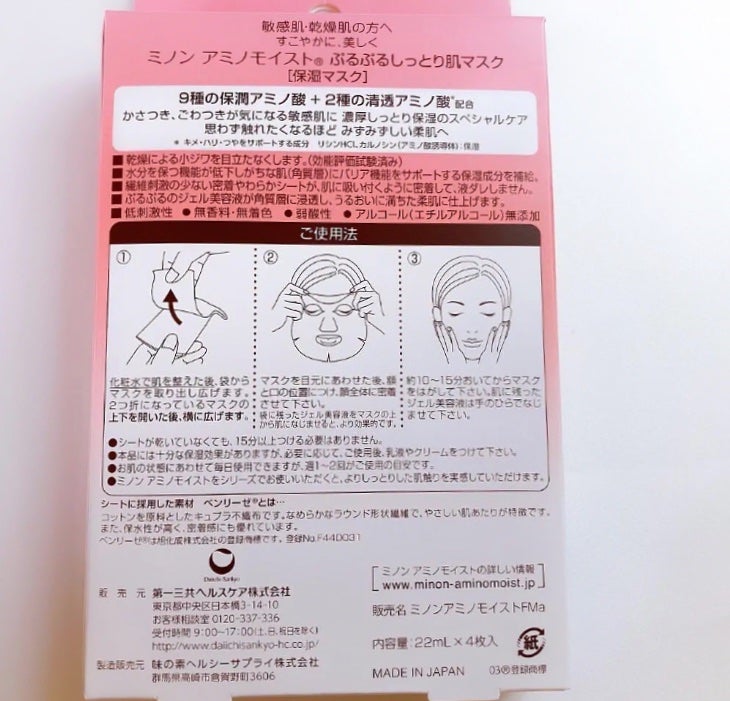 敏感肌・乾燥肌の方へ
すこやかに、美しく
ミノン アミノモイスト® ぷるぷるしっとり肌マスク
［保湿マスク］
9種の保潤アミノ酸 + 2種の清透アミノ酸*配合
かさつき、ごわつきが気になる敏感肌に 濃厚しっとり保湿のスペシャルケア
思わず触れたくなるほど みずみずしい柔肌へ
* キメ・ハリ・つやをサポートする成分 リシンHCl、カルノシン(アミノ酸誘導体):保湿
■乾燥による小ジワを目立たなくします。(効能評価試験済み)
■水分を保つ機能が低下しがちな肌(角質層)にバリア機能をサポートする保湿成分を補給。
■繊維刺激の少ない密着やわらかシートが、肌に吸い付くように密着して、液ダレしません。
■ぷるぷるのジェル美容液が角質層に浸透し、うるおいに満ちた柔肌に仕上げます。
■低刺激性 ●無香料・無着色 ●弱酸性 ●アルコール(エチルアルコール)無添加
ご使用法
①
化粧水で肌を整えた後、袋から
マスクを取り出し広げます。
2つ折になっているマスクの
上下を開いた後、横に広げます。
②
マスクを目元にあわせた後、額
と口の位置につけ、顔全体に密着
させて下さい。
袋に残ったジェル美容液をマスクの上
から肌になじませると、より効果的です。
③
約10〜15分おいてからマスク
をはがして下さい。肌に残った
ジェル美容液は手のひらでなじ
ませて下さい。
●シートが乾いていなくても、15分以上つける必要はありません。
●本品には十分な保湿効果がありますが、必要に応じて、ご使用後、乳液やクリームをつけて下さい。
●お肌の状態にあわせて毎日使用できますが、週1〜2回がご使用の目安です。
●ミノン アミノモイストをシリーズでお使いいただくと、よりしっとりした肌触りを実感していただけます。
シートに採用した素材 ベンリーゼ®とは…
コットンを原料としたキュプラ不織布です。なめらかなラウンド形状繊維で、やさしい肌あたりが特徴です。
また、保水性が高く、密着感にも優れています。
ベンリーゼ®は旭化成株式会社の登録商標です。登録No.F440031
Daiichi-Sankyo
販売元 第一三共ヘルスケア株式会社
東京都中央区日本橋3-14-10
お客様相談室 0120-337-336
受付時間 9:00〜17:00(土、日、祝日を除く)
http://www.daiichisankyo-hc.co.jp/
製造販売元 味の素ヘルシーサプライ株式会社
群馬県高崎市倉賀野町3606
ミノン アミノモイストの詳しい情報
www.minon-aminomoist.jp
販売名 ミノンアミノモイストFMa
内容量:22mL×4枚入
紙
MADE IN JAPAN
03®登録商標